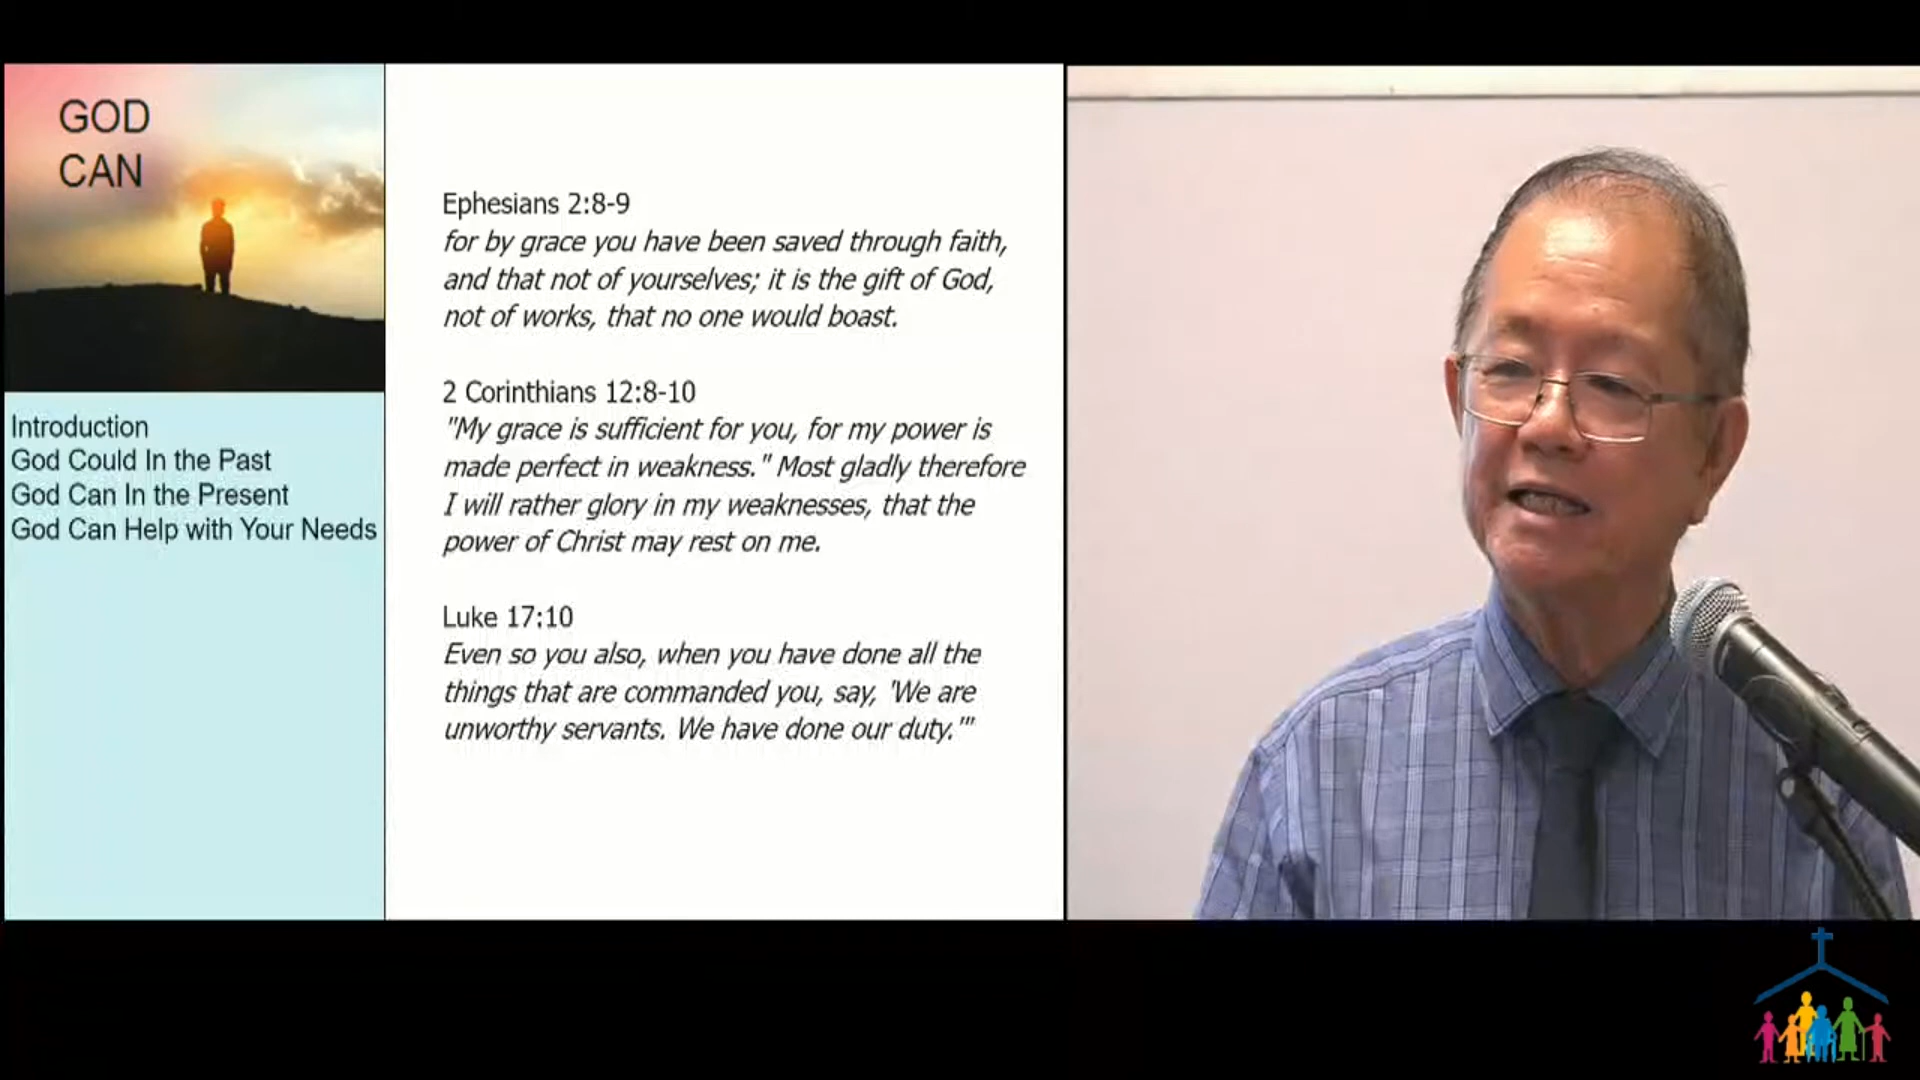 GOD
CAN
Introduction
God Could In the Past
God Can In the Present
God Can Help with Your Needs
Ephesians 2:8-9
for by grace you have been saved through faith,
and that not of yourselves; it is the gift of God,
not of works, that no one would boast.
2 Corinthians 12:8-10
"My grace is sufficient for you, for my power is
made perfect in weakness." Most gladly therefore
I will rather glory in my weaknesses, that the
power of Christ may rest on me.
Luke 17:10
Even so you also, when you have done all the
things that are commanded you, say, 'We are
unworthy servants. We have done our duty.'"